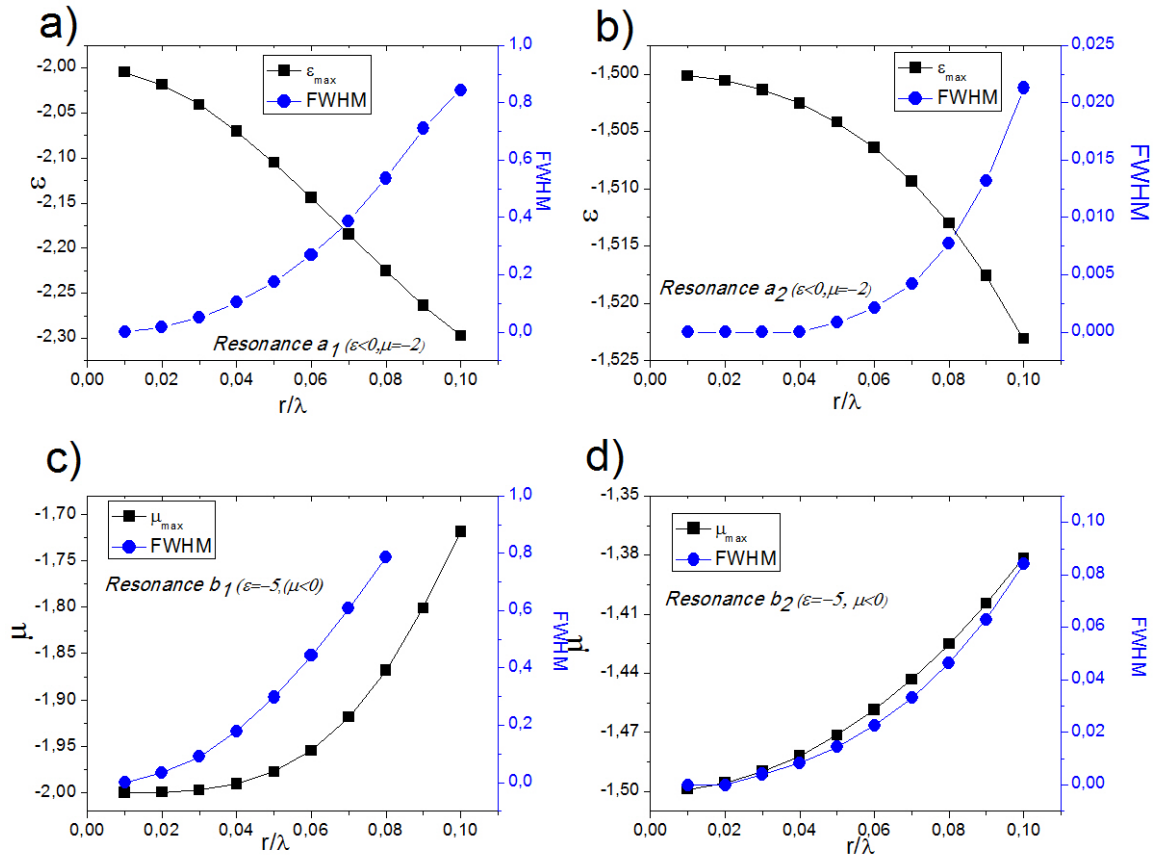 a)
1,0
-2,00
ε_max
FWHM
0,8
-2,05
-2,10
0,6
ε
-2,15
FWHM
0,4
-2,20
0,2
-2,25
-2,30
Resonance a_1 (ε<0,μ=−2)
0,0
0,00 0,02 0,04 0,06 0,08 0,10
r/λ
b)
0,025
-1,500
ε_max
FWHM
0,020
-1,505
0,015
ε
-1,510
FWHM
0,010
-1,515
Resonance a_2 (ε<0,μ=−2)
0,005
-1,520
0,000
-1,525
0,00 0,02 0,04 0,06 0,08 0,10
r/λ
c)
1,0
-1,70
μ_max
FWHM
0,8
-1,75
Resonance b_1 (ε=−5,(μ<0)
-1,80
0,6
μ
-1,85
FWHM
0,4
-1,90
0,2
-1,95
-2,00
0,0
0,00 0,02 0,04 0,06 0,08 0,10
r/λ
d)
-1,35
0,10
μ_max
FWHM
-1,38
0,08
Resonance b_2 (ε=−5, μ<0)
-1,41
0,06
μ
FWHM
-1,44
0,04
-1,47
0,02
-1,50
0,00
0,00 0,02 0,04 0,06 0,08 0,10
r/λ